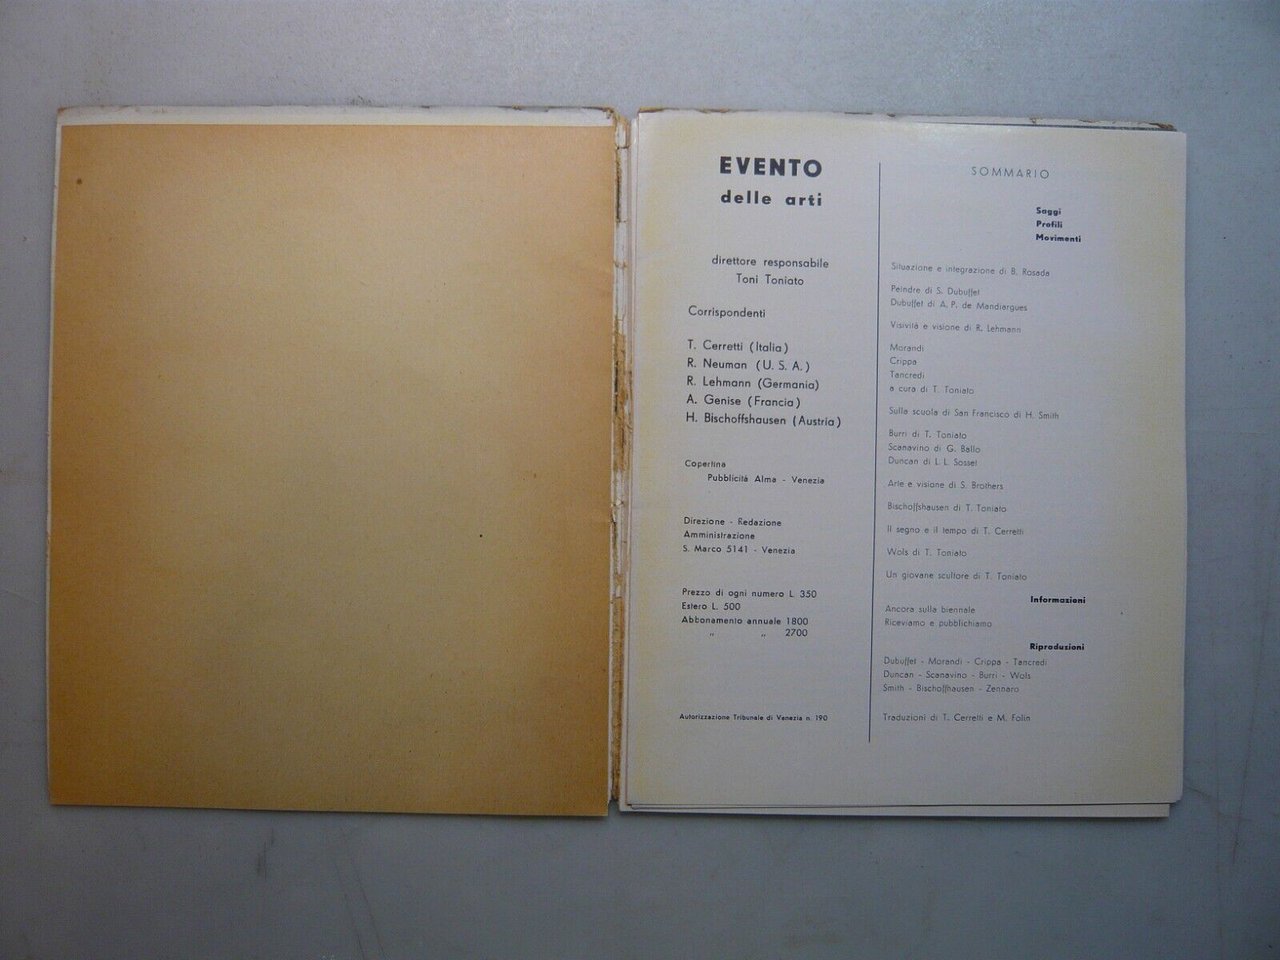 EVENTO
delle arti
direttore responsabile
Toni Toniato
Corrispondenti
T. Cerretti (Italia)
R. Neuman (U. S. A.)
R. Lehmann (Germania)
A. Genise (Francia)
H. Bischoffshausen (Austria)
Copertina
Pubblicità Alma - Venezia
Direzione - Redazione
Amministrazione
S. Marco 5141 - Venezia
Prezzo di ogni numero L 350
Estero L. 500
Abbonamento annuale 1800
„ „ 2700
Autorizzazione Tribunale di Venezia n. 190
SOMMARIO
Saggi
Profili
Movimenti
Situazione e integrazione di B. Rosada
Peindre di S. Dubuffet
Dubuffet di A. P. de Mandiargues
Visività e visione di R. Lehmann
Morandi
Crippa
Tancredi
a cura di T. Toniato
Sulla scuola di San Francisco di H. Smith
Burri di T. Toniato
Scanavino di G. Ballo
Duncan di L. L. Sosset
Arte e visione di S. Brothers
Bischoffshausen di T. Toniato
Il segno e il tempo di T. Cerretti
Wols di T. Toniato
Un giovane scultore di T. Toniato
Informazioni
Ancora sulla biennale
Riceviamo e pubblichiamo
Riproduzioni
Dubuffet - Morandi - Crippa - Tancredi
Duncan - Scanavino - Burri - Wols
Smith - Bischoffhausen - Zennaro
Traduzioni di T. Cerretti e M. Folin